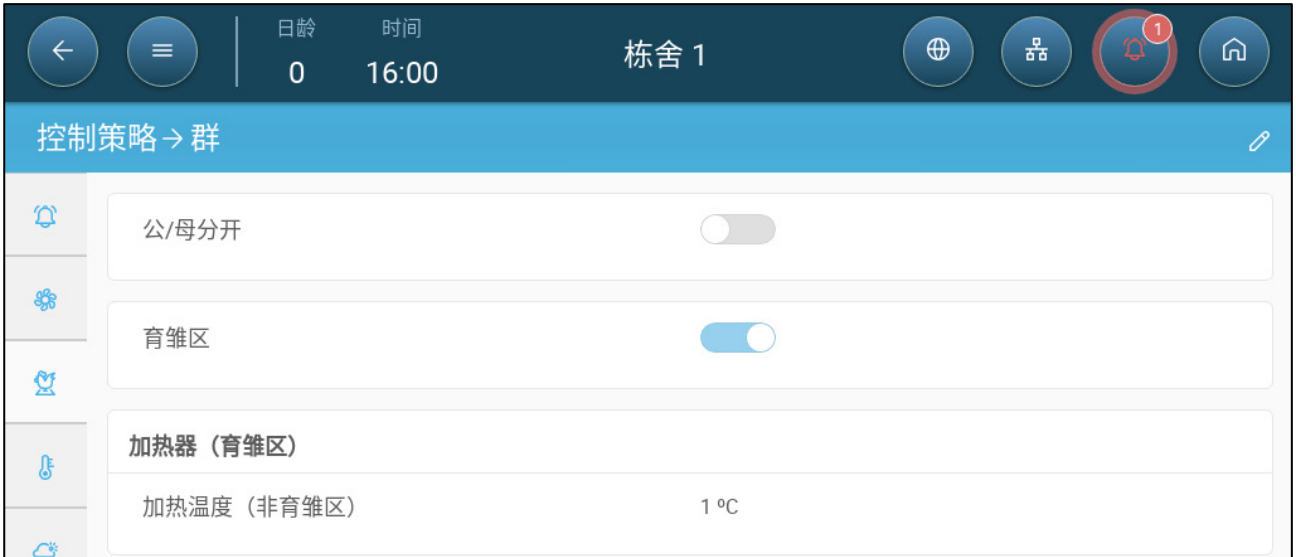 日龄 时间
0 16:00
栋舍 1
1
控制策略→群
公/母分开
育雏区
加热器（育雏区）
加热温度（非育雏区） 1 ºC